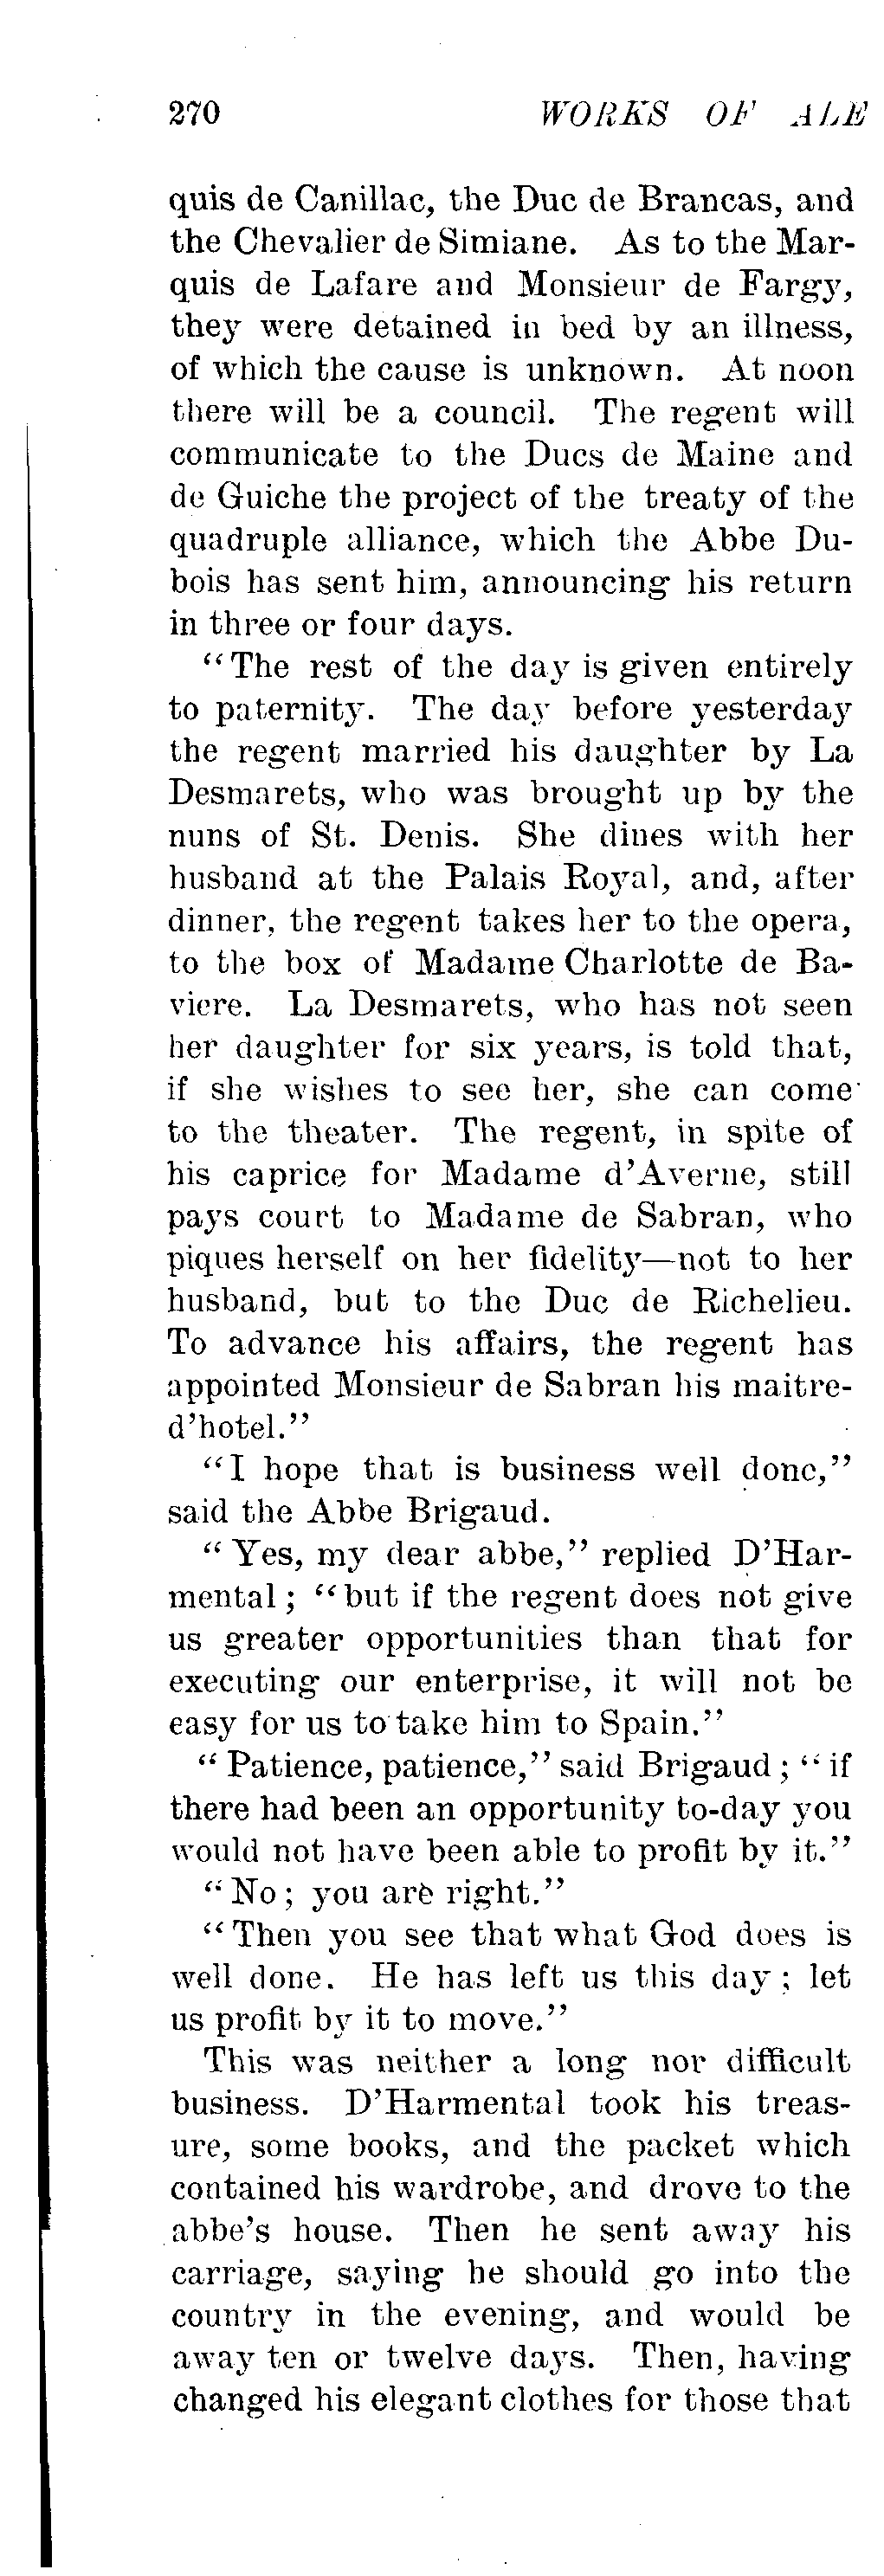 270 WORKS OF ALE
quis de Canillac, the Duc de Brancas, and
the Chevalier de Simiane. As to the Mar-
quis de Lafare and Monsieur de Fargy,
they were detained in bed by an illness,
of which the cause is unknown. At noon
there will be a council. The regent will
communicate to the Ducs de Maine and
de Guiche the project of the treaty of the
quadruple alliance, which the Abbe Du-
bois has sent him, announcing his return
in three or four days.
"The rest of the day is given entirely
to paternity. The day before yesterday
the regent married his daughter by La
Desmarets, who was brought up by the
nuns of St. Denis. She dines with her
husband at the Palais Royal, and, after
dinner, the regent takes her to the opera,
to the box of Madame Charlotte de Ba-
viere. La Desmarets, who has not seen
her daughter for six years, is told that,
if she wishes to see her, she can come
to the theater. The regent, in spite of
his caprice for Madame d'Averne, still
pays court to Madame de Sabran, who
piques herself on her fidelity—not to her
husband, but to the Duc de Richelieu.
To advance his affairs, the regent has
appointed Monsieur de Sabran his maitre-
d'hotel."
"I hope that is business well done,"
said the Abbe Brigaud.
"Yes, my dear abbe," replied D'Har-
mental; "but if the regent does not give
us greater opportunities than that for
executing our enterprise, it will not be
easy for us to take him to Spain."
"Patience, patience," said Brigaud; "if
there had been an opportunity to-day you
would not have been able to profit by it."
"No; you are right."
"Then you see that what God does is
well done. He has left us this day; let
us profit by it to move."
This was neither a long nor difficult
business. D'Harmental took his treas-
ure, some books, and the packet which
contained his wardrobe, and drove to the
abbe's house. Then he sent away his
carriage, saying he should go into the
country in the evening, and would be
away ten or twelve days. Then, having
changed his elegant clothes for those that